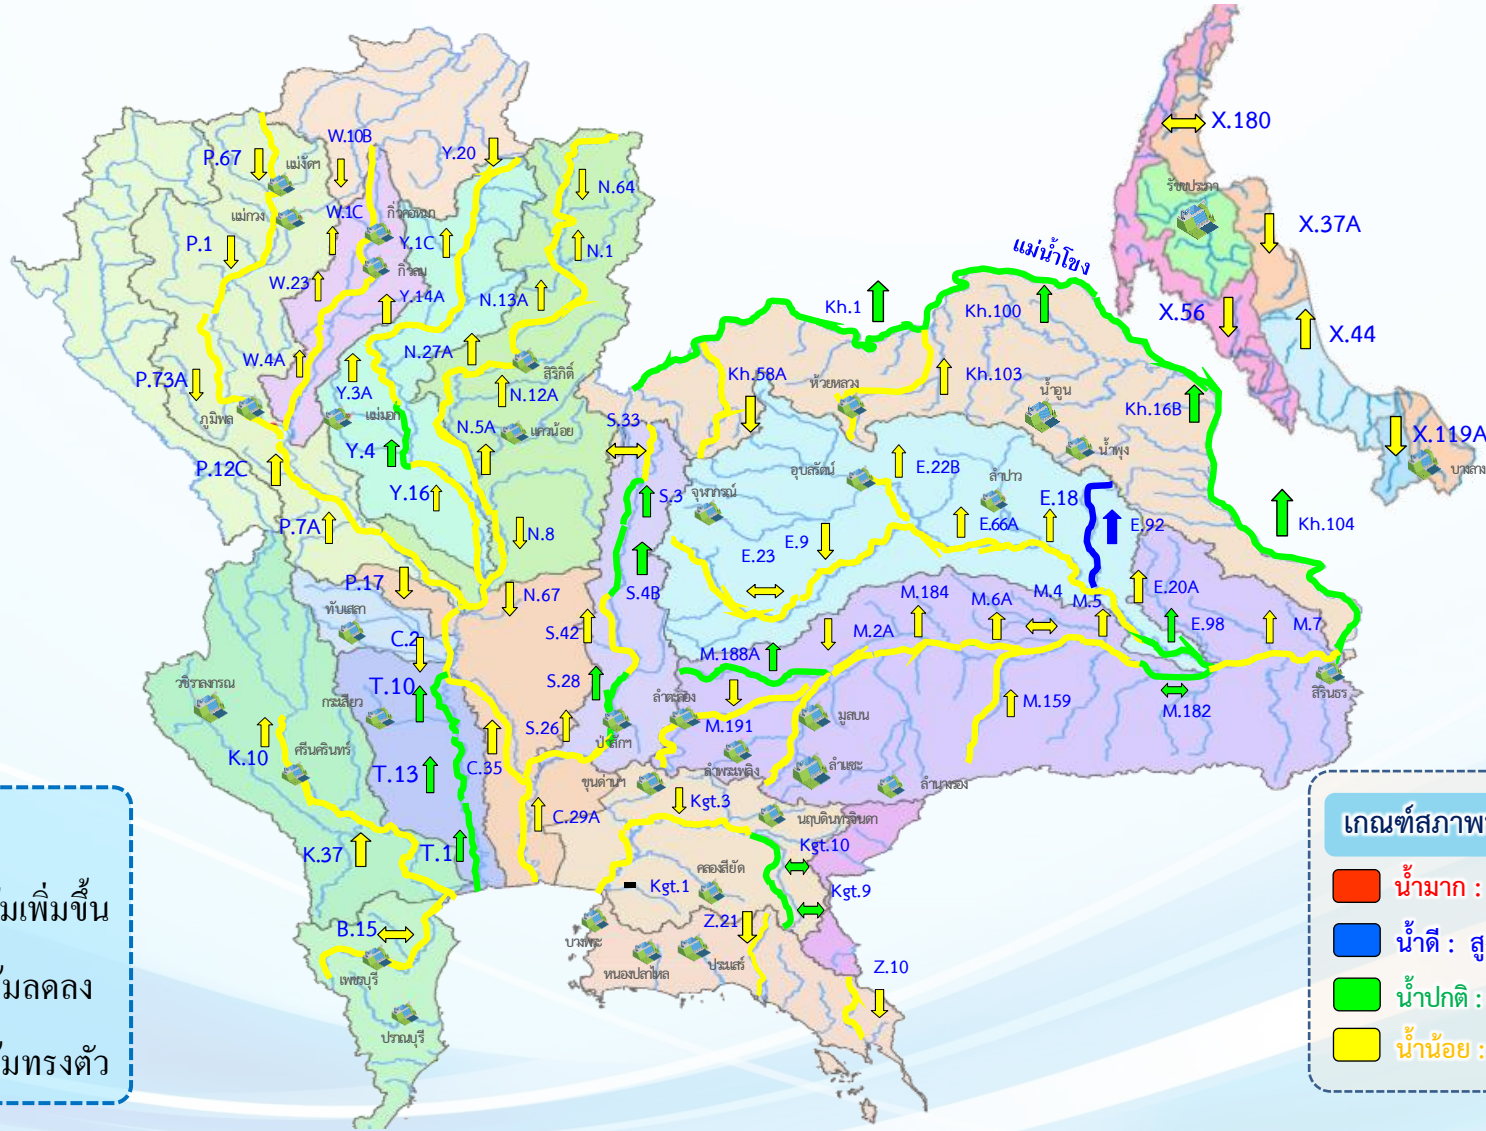 X.180
W.10B
P.67
Y.20
แม่งัดฯ
N.64
รัชชประภา
แม่กวง
W.1C
กิ่วคอหมา
X.37A
P.1
Y.1C
N.1
แม่น้ำโขง
กิ่วลม
W.23
Y.14A
N.13A
Kh.1
Kh.100
X.56
X.44
W.4A
N.27A
สิริกิติ์
P.73A
Y.3A
N.12A
Kh.58A
ห้วยหลวง
Kh.103
น้ำอูน
Kh.16B
ภูมิพล
แม่มอก
N.5A
แควน้อย
S.33
X.119A
Y.4
น้ำพุง
P.12C
อุบลรัตน์
E.22B
ลำปาว
บางลาง
Y.16
S.3
จุฬาภรณ์
E.18
P.7A
N.8
E.9
E.66A
E.92
Kh.104
E.23
P.17
N.67
S.4B
M.184
M.6A
M.4
M.5
E.20A
ทับเสลา
C.2
S.42
M.2A
E.98
M.7
M.188A
วชิราลงกรณ
T.10
S.28
ลำตะคอง
สิรินธร
กระเสียว
M.159
M.182
S.26
ป่าสักฯ
M.191
มูลบน
K.10
ศรีนครินทร์
T.13
C.35
ขุนด่านฯ
ลำพระเพลิง
ลำแชะ
ลำนางรอง
Kgt.3
C.29A
นฤบดินทรจินดา
เกณฑ์สภาพ
K.37
T.1
Kgt.10
คลองสียัด
Kgt.1
Kgt.9
น้ำมาก :
มเพิ่มขึ้น
B.15
Z.21
บางพระ
น้ำดี : สู
เพชรบุรี
หนองปลาไหล
ประแสร์
Z.10
มลดลง
น้ำปกติ :
ปราณบุรี
มทรงตัว
น้ำน้อย :